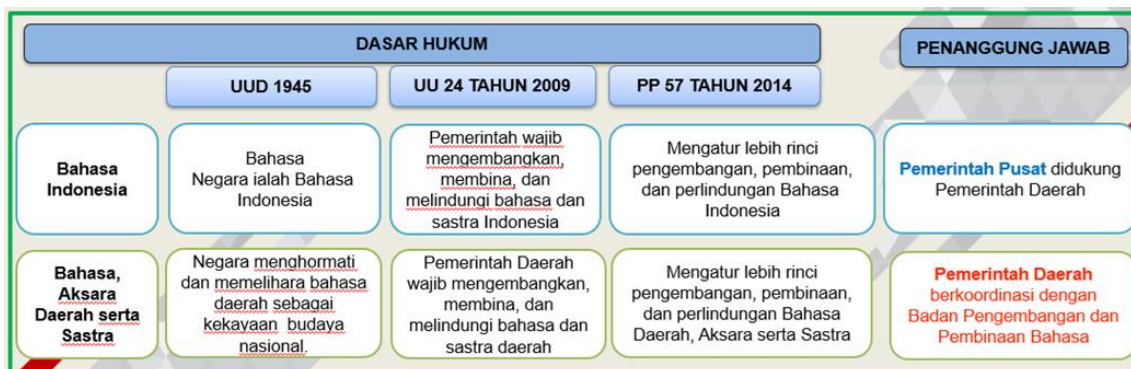 DASAR HUKUM
PENANGGUNG JAWAB
UUD 1945
UU 24 TAHUN 2009
PP 57 TAHUN 2014
Bahasa
Indonesia
Bahasa
Negara ialah Bahasa
Indonesia
Pemerintah wajib
mengembangkan,
membina, dan
melindungi bahasa dan
sastra Indonesia
Mengatur lebih rinci
pengembangan, pembinaan,
dan perlindungan Bahasa
Indonesia
Pemerintah Pusat didukung
Pemerintah Daerah
Bahasa,
Aksara
Daerah serta
Sastra
Negara menghormati
dan memelihara bahasa
daerah sebagai
kekayaan budaya
nasional.
Pemerintah Daerah
wajib mengembangkan,
membina, dan
melindungi bahasa dan
sastra daerah
Mengatur lebih rinci
pengembangan, pembinaan,
dan perlindungan Bahasa
Daerah, Aksara serta Sastra
Pemerintah Daerah
berkoordinasi dengan
Badan Pengembangan dan
Pembinaan Bahasa